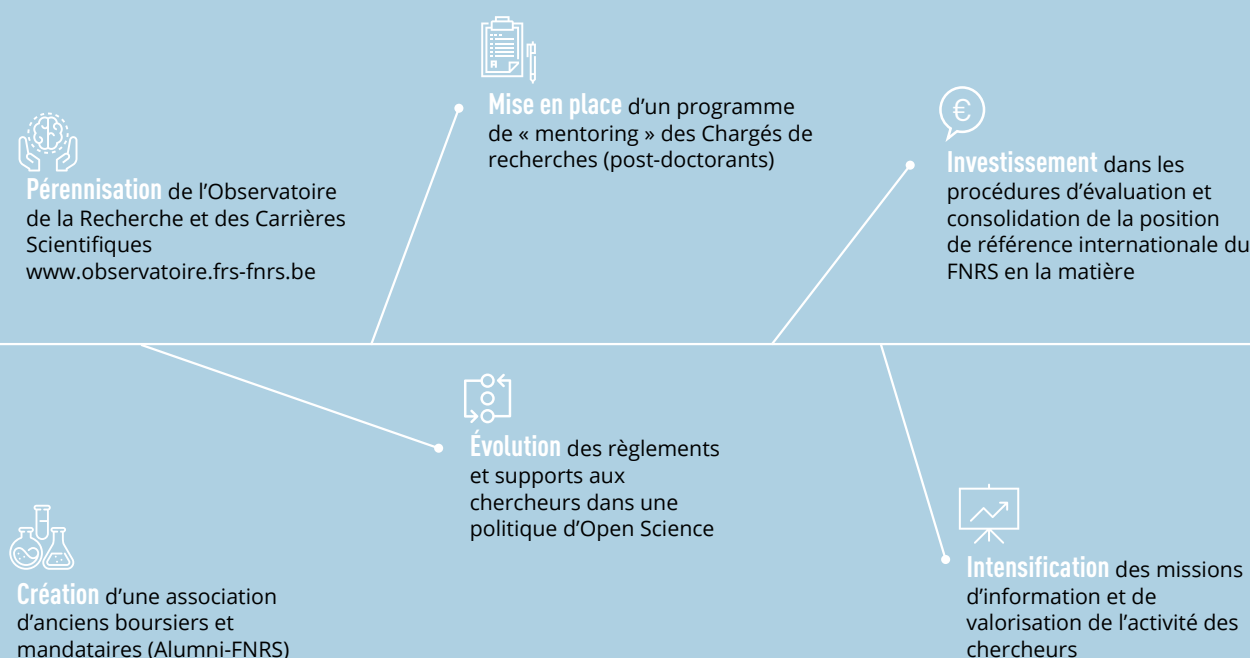 Pérennisation de l’Observatoire
de la Recherche et des Carrières
Scientifiques
www.observatoire.frs-fnrs.be
Mise en place d’un programme
de « mentoring » des Chargés de
recherches (post-doctorants)
€
Investissement dans les
procédures d’évaluation et
consolidation de la position
de référence internationale du
FNRS en la matière
Création d’une association
d’anciens boursiers et
mandataires (Alumni-FNRS)
Évolution des règlements
et supports aux
chercheurs dans une
politique d’Open Science
Intensification des missions
d’information et de
valorisation de l’activité des
chercheurs